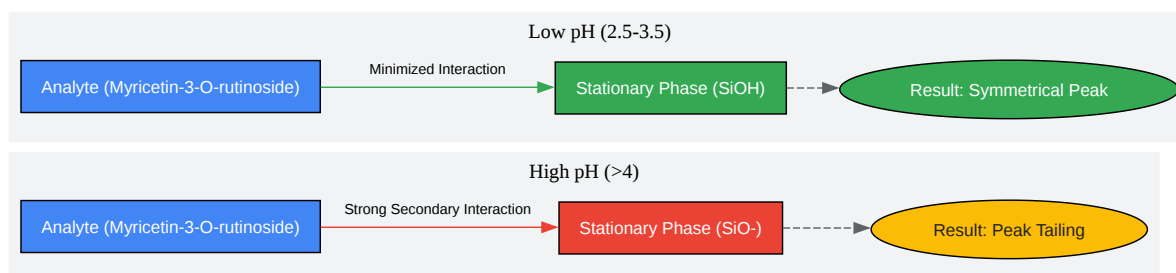 Low pH (2.5-3.5)
Analyte (Myricetin-3-O-rutinoside)
Minimized Interaction
Stationary Phase (SiOH)
Result: Symmetrical Peak
High pH (>4)
Analyte (Myricetin-3-O-rutinoside)
Strong Secondary Interaction
Stationary Phase (SiO-)
Result: Peak Tailing